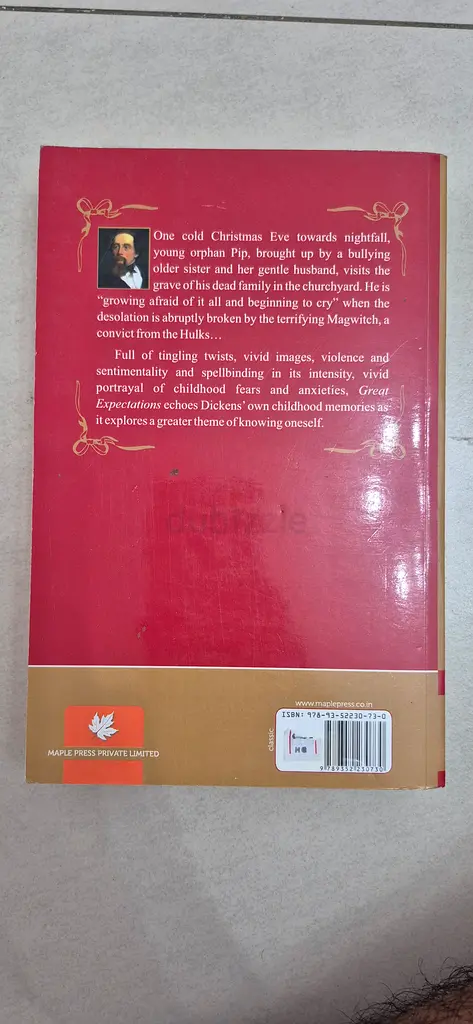 One cold Christmas Eve towards nightfall,
young orphan Pip, brought up by a bullying
older sister and her gentle husband, visits the
grave of his dead family in the churchyard. He is
“growing afraid of it all and beginning to cry” when the
desolation is abruptly broken by the terrifying Magwitch, a
convict from the Hulks…
Full of tingling twists, vivid images, violence and
sentimentality and spellbinding in its intensity, vivid
portrayal of childhood fears and anxieties, Great
Expectations echoes Dickens’ own childhood memories as
it explores a greater theme of knowing oneself.
dubizzle
www.maplepress.co.in
classic
ISBN: 978-93-52230-73-0
9 789352 230730
MAPLE PRESS PRIVATE LIMITED